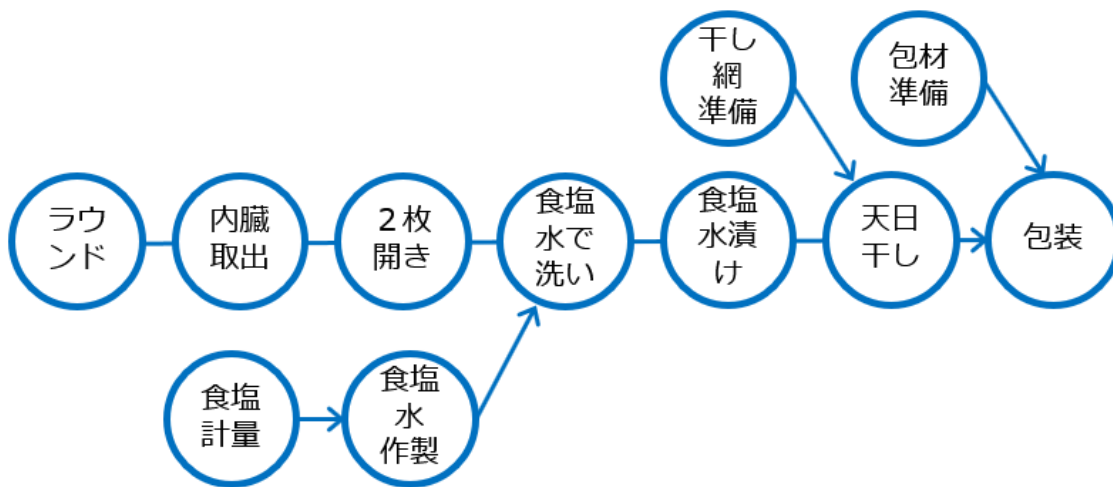 干し
網
準備
包材
準備
ラウ
ンド
内臓
取出
２枚
開き
食塩
水で
洗い
食塩
水漬
け
天日
干し
包装
食塩
計量
食塩
水
作製